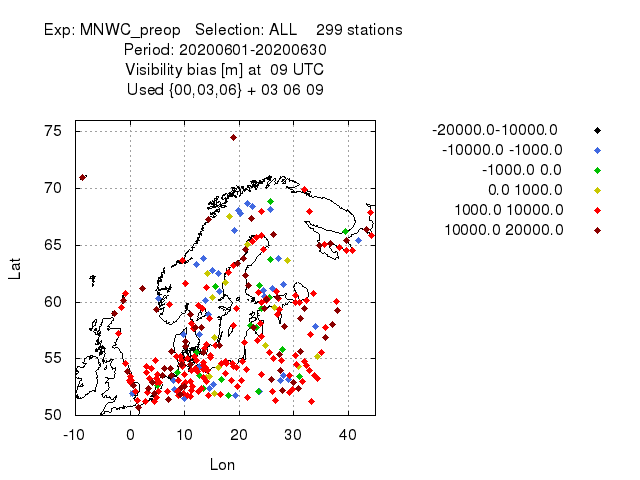 Exp: MNWC_preop   Selection: ALL    299 stations
Period: 20200601-20200630
Visibility bias [m] at  09 UTC
Used {00,03,06} + 03 06 09
-20000.0-10000.0
-10000.0 -1000.0
-1000.0 0.0
0.0 1000.0
1000.0 10000.0
10000.0 20000.0
75
70
65
60
55
50
Lat
-10 0 10 20 30 40
Lon